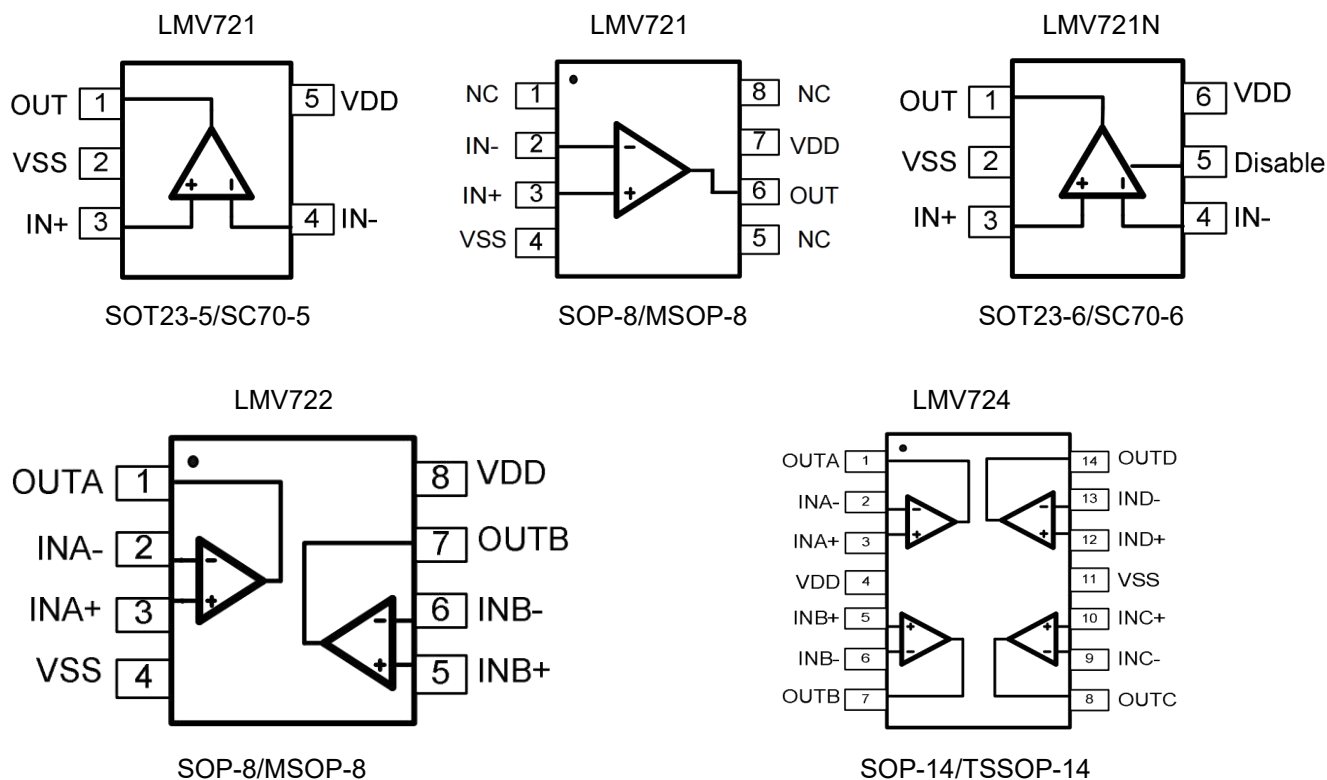 LMV721
OUT 1
VSS 2
IN+ 3
5 VDD
4 IN-
+ -
SOT23-5/SC70-5
LMV721
NC 1
IN- 2
IN+ 3
VSS 4
8 NC
7 VDD
6 OUT
5 NC
-
+
SOP-8/MSOP-8
LMV721N
OUT 1
VSS 2
IN+ 3
6 VDD
5 Disable
4 IN-
+ -
SOT23-6/SC70-6
LMV722
OUTA 1
INA- 2
INA+ 3
VSS 4
8 VDD
7 OUTB
6 INB-
5 INB+
-
+
-
+
SOP-8/MSOP-8
LMV724
OUTA 1
INA- 2
INA+ 3
VDD 4
INB+ 5
INB- 6
OUTB 7
14 OUTD
13 IND-
12 IND+
11 VSS
10 INC+
9 INC-
8 OUTC
-
+
-
+
+
-
+
-
SOP-14/TSSOP-14